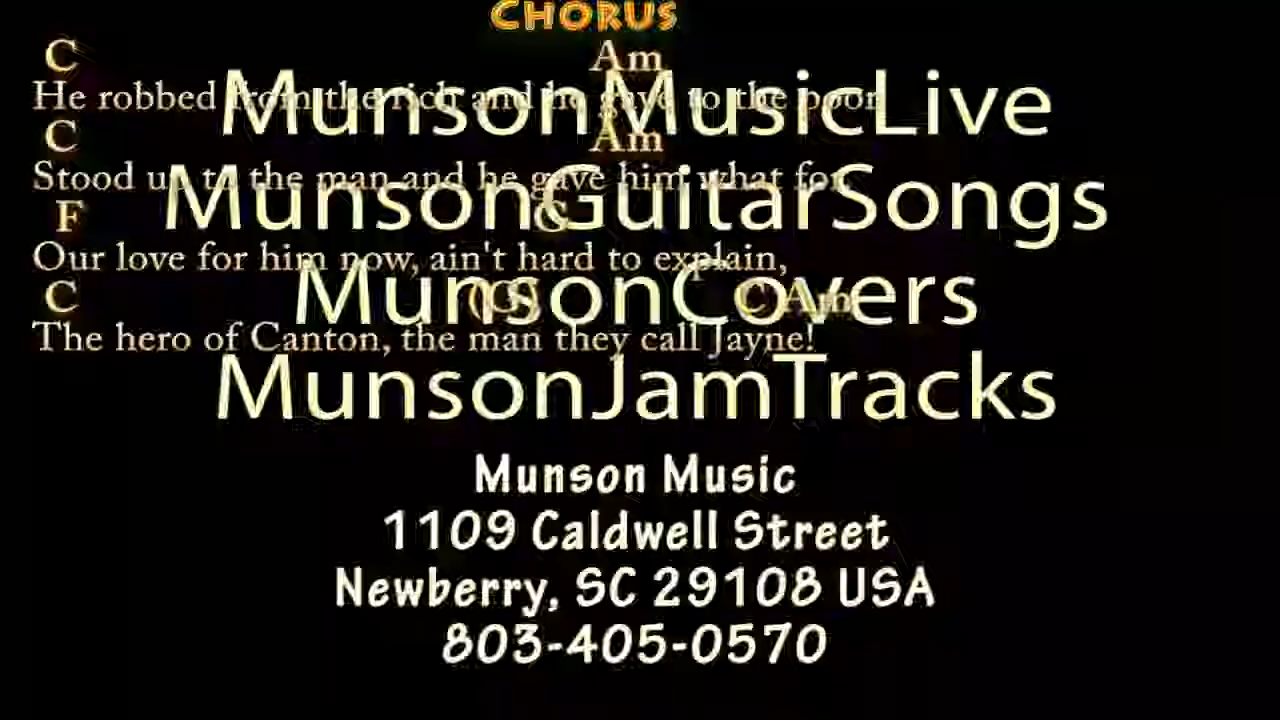 CHORUS
C Am
He robbed from the rich and he gave to the poor
MunsonMusicLive
C Am
Stood up to the man and he gave him what for,
MunsonGuitarSongs
F G
Our love for him now, ain't hard to explain,
MunsonCovers
C (G) C Am
The hero of Canton, the man they call Jayne!
MunsonJamTracks
Munson Music
1109 Caldwell Street
Newberry, SC 29108 USA
803-405-0570